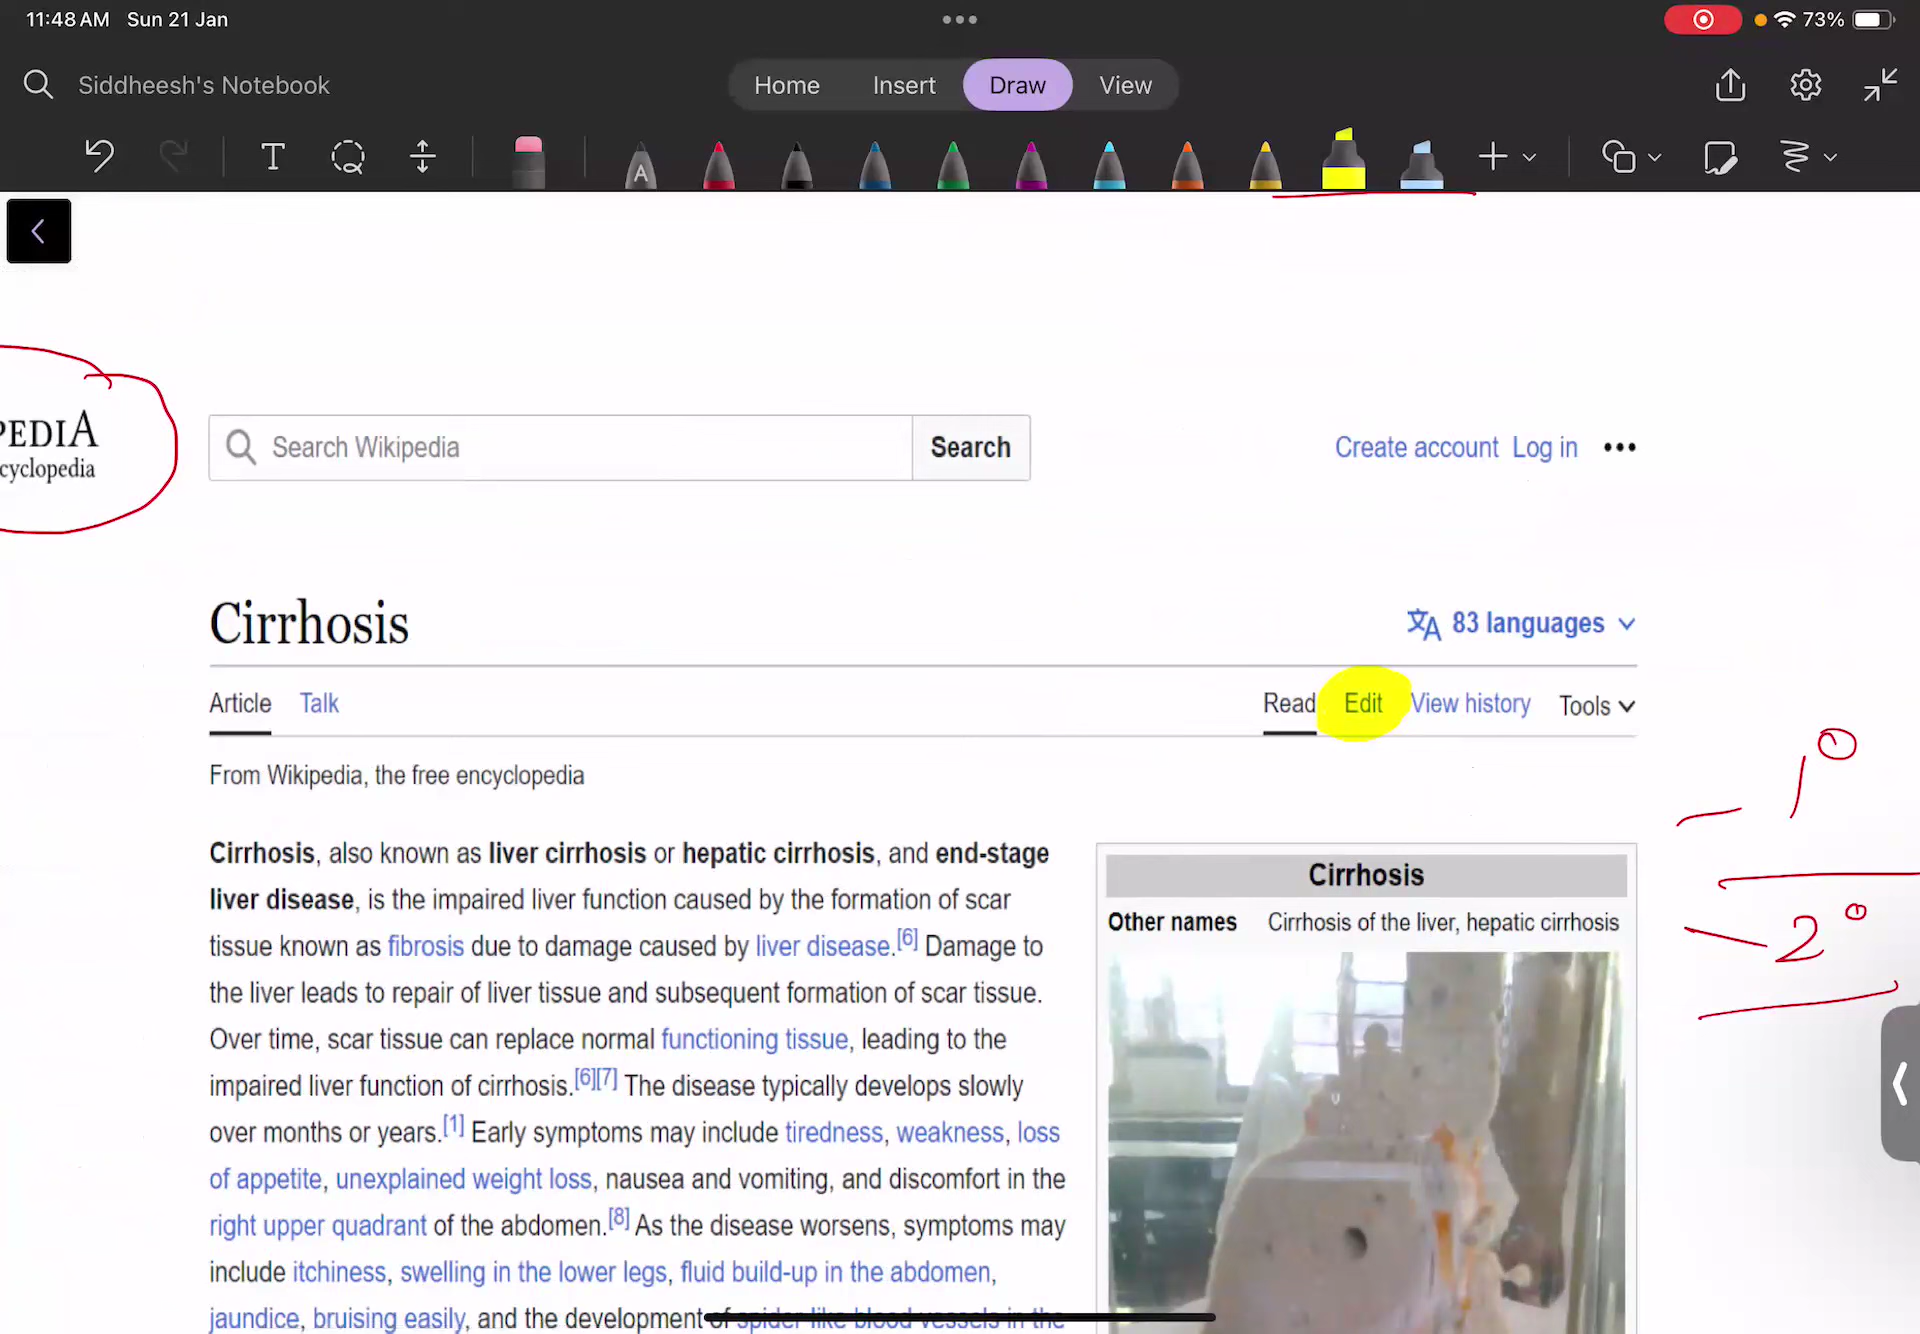 11:48 AM Sun 21 Jan
73%
Siddheesh's Notebook
Home Insert Draw View
T
A
PEDIA
cyclopedia
Search Wikipedia
Search
Create account Log in
Cirrhosis
83 languages
Article Talk
Read Edit View history Tools
1°
From Wikipedia, the free encyclopedia
Cirrhosis, also known as liver cirrhosis or hepatic cirrhosis, and end-stage
liver disease, is the impaired liver function caused by the formation of scar
tissue known as fibrosis due to damage caused by liver disease.[6] Damage to
the liver leads to repair of liver tissue and subsequent formation of scar tissue.
Over time, scar tissue can replace normal functioning tissue, leading to the
impaired liver function of cirrhosis.[6][7] The disease typically develops slowly
over months or years.[1] Early symptoms may include tiredness, weakness, loss
of appetite, unexplained weight loss, nausea and vomiting, and discomfort in the
right upper quadrant of the abdomen.[8] As the disease worsens, symptoms may
include itchiness, swelling in the lower legs, fluid build-up in the abdomen,
jaundice, bruising easily, and the development of spider-like blood vessels in the
Cirrhosis
Other names Cirrhosis of the liver, hepatic cirrhosis
2°